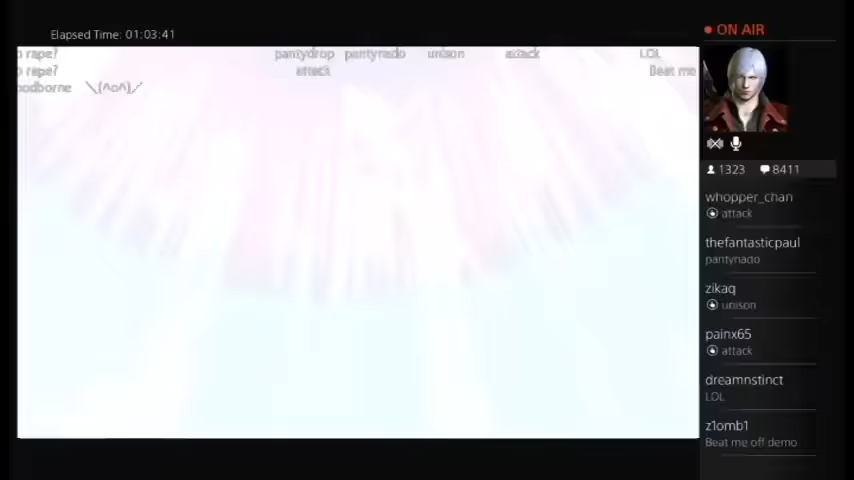 Elapsed Time: 01:03:41
ON AIR
rape? pantydrop pantynado unison attack LOL
rape? attack Beat me
oodborne \(^o^)/
1323 8411
whopper_chan
attack
thefantasticpaul
pantynado
zikaq
unison
painx65
attack
dreamnstinct
LOL
z1omb1
Beat me off demo